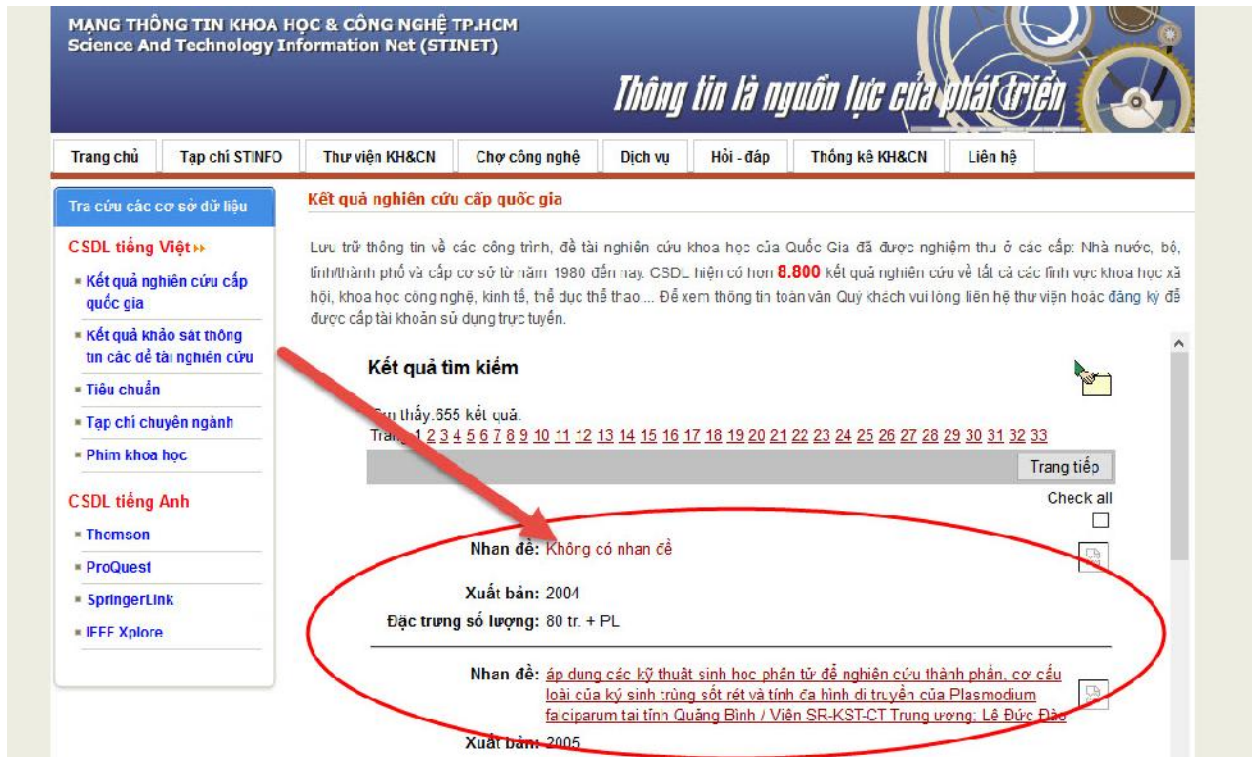 MẠNG THÔNG TIN KHOA HỌC & CÔNG NGHỆ TP.HCM
Science And Technology Information Net (STINET)
Thông tin là nguồn lực của phát triển
Trang chủ Tạp chí STINFO Thư viện KH&CN Chợ công nghệ Dịch vụ Hỏi - đáp Thống kê KH&CN Liên hệ
Tra cứu các cơ sở dữ liệu
CSDL tiếng Việt
Kết quả nghiên cứu cấp
quốc gia
Kết quả khảo sát thông
tin các đề tài nghiên cứu
Tiêu chuẩn
Tạp chí chuyên ngành
Phim khoa học
CSDL tiếng Anh
Thomson
ProQuest
SpringerLink
IEEE Xplore
Kết quả nghiên cứu cấp quốc gia
Lưu trữ thông tin về các công trình, đề tài nghiên cứu khoa học của Quốc Gia đã được nghiệm thu ở các cấp: Nhà nước, bộ,
tỉnh/thành phố và cấp cơ sở từ năm 1980 đến nay. CSDL hiện có hơn 8.800 kết quả nghiên cứu về tất cả các lĩnh vực khoa học xã
hội, khoa học công nghệ, kinh tế, thể dục thể thao.... Để xem thông tin toàn văn Quý khách vui lòng liên hệ thư viện hoặc đăng ký để
được cấp tài khoản sử dụng trực tuyến.
Kết quả tìm kiếm
thấy.655 kết quả.
Trang 1 2 3 4 5 6 7 8 9 10 11 12 13 14 15 16 17 18 19 20 21 22 23 24 25 26 27 28 29 30 31 32 33
Trang tiếp
Check all
Nhan đề: Không có nhan đề
Xuất bản: 2004
Đặc trưng số lượng: 80 tr. + PL
Nhan đề: áp dụng các kỹ thuật sinh học phân tử để nghiên cứu thành phần, cơ cấu
loài của ký sinh trùng sốt rét và tính đa hình di truyền của Plasmodium
faciparum tại tỉnh Quảng Bình / Viện SR-KST-CT Trung ương; Lê Đức Đào
Xuất bản: 2005